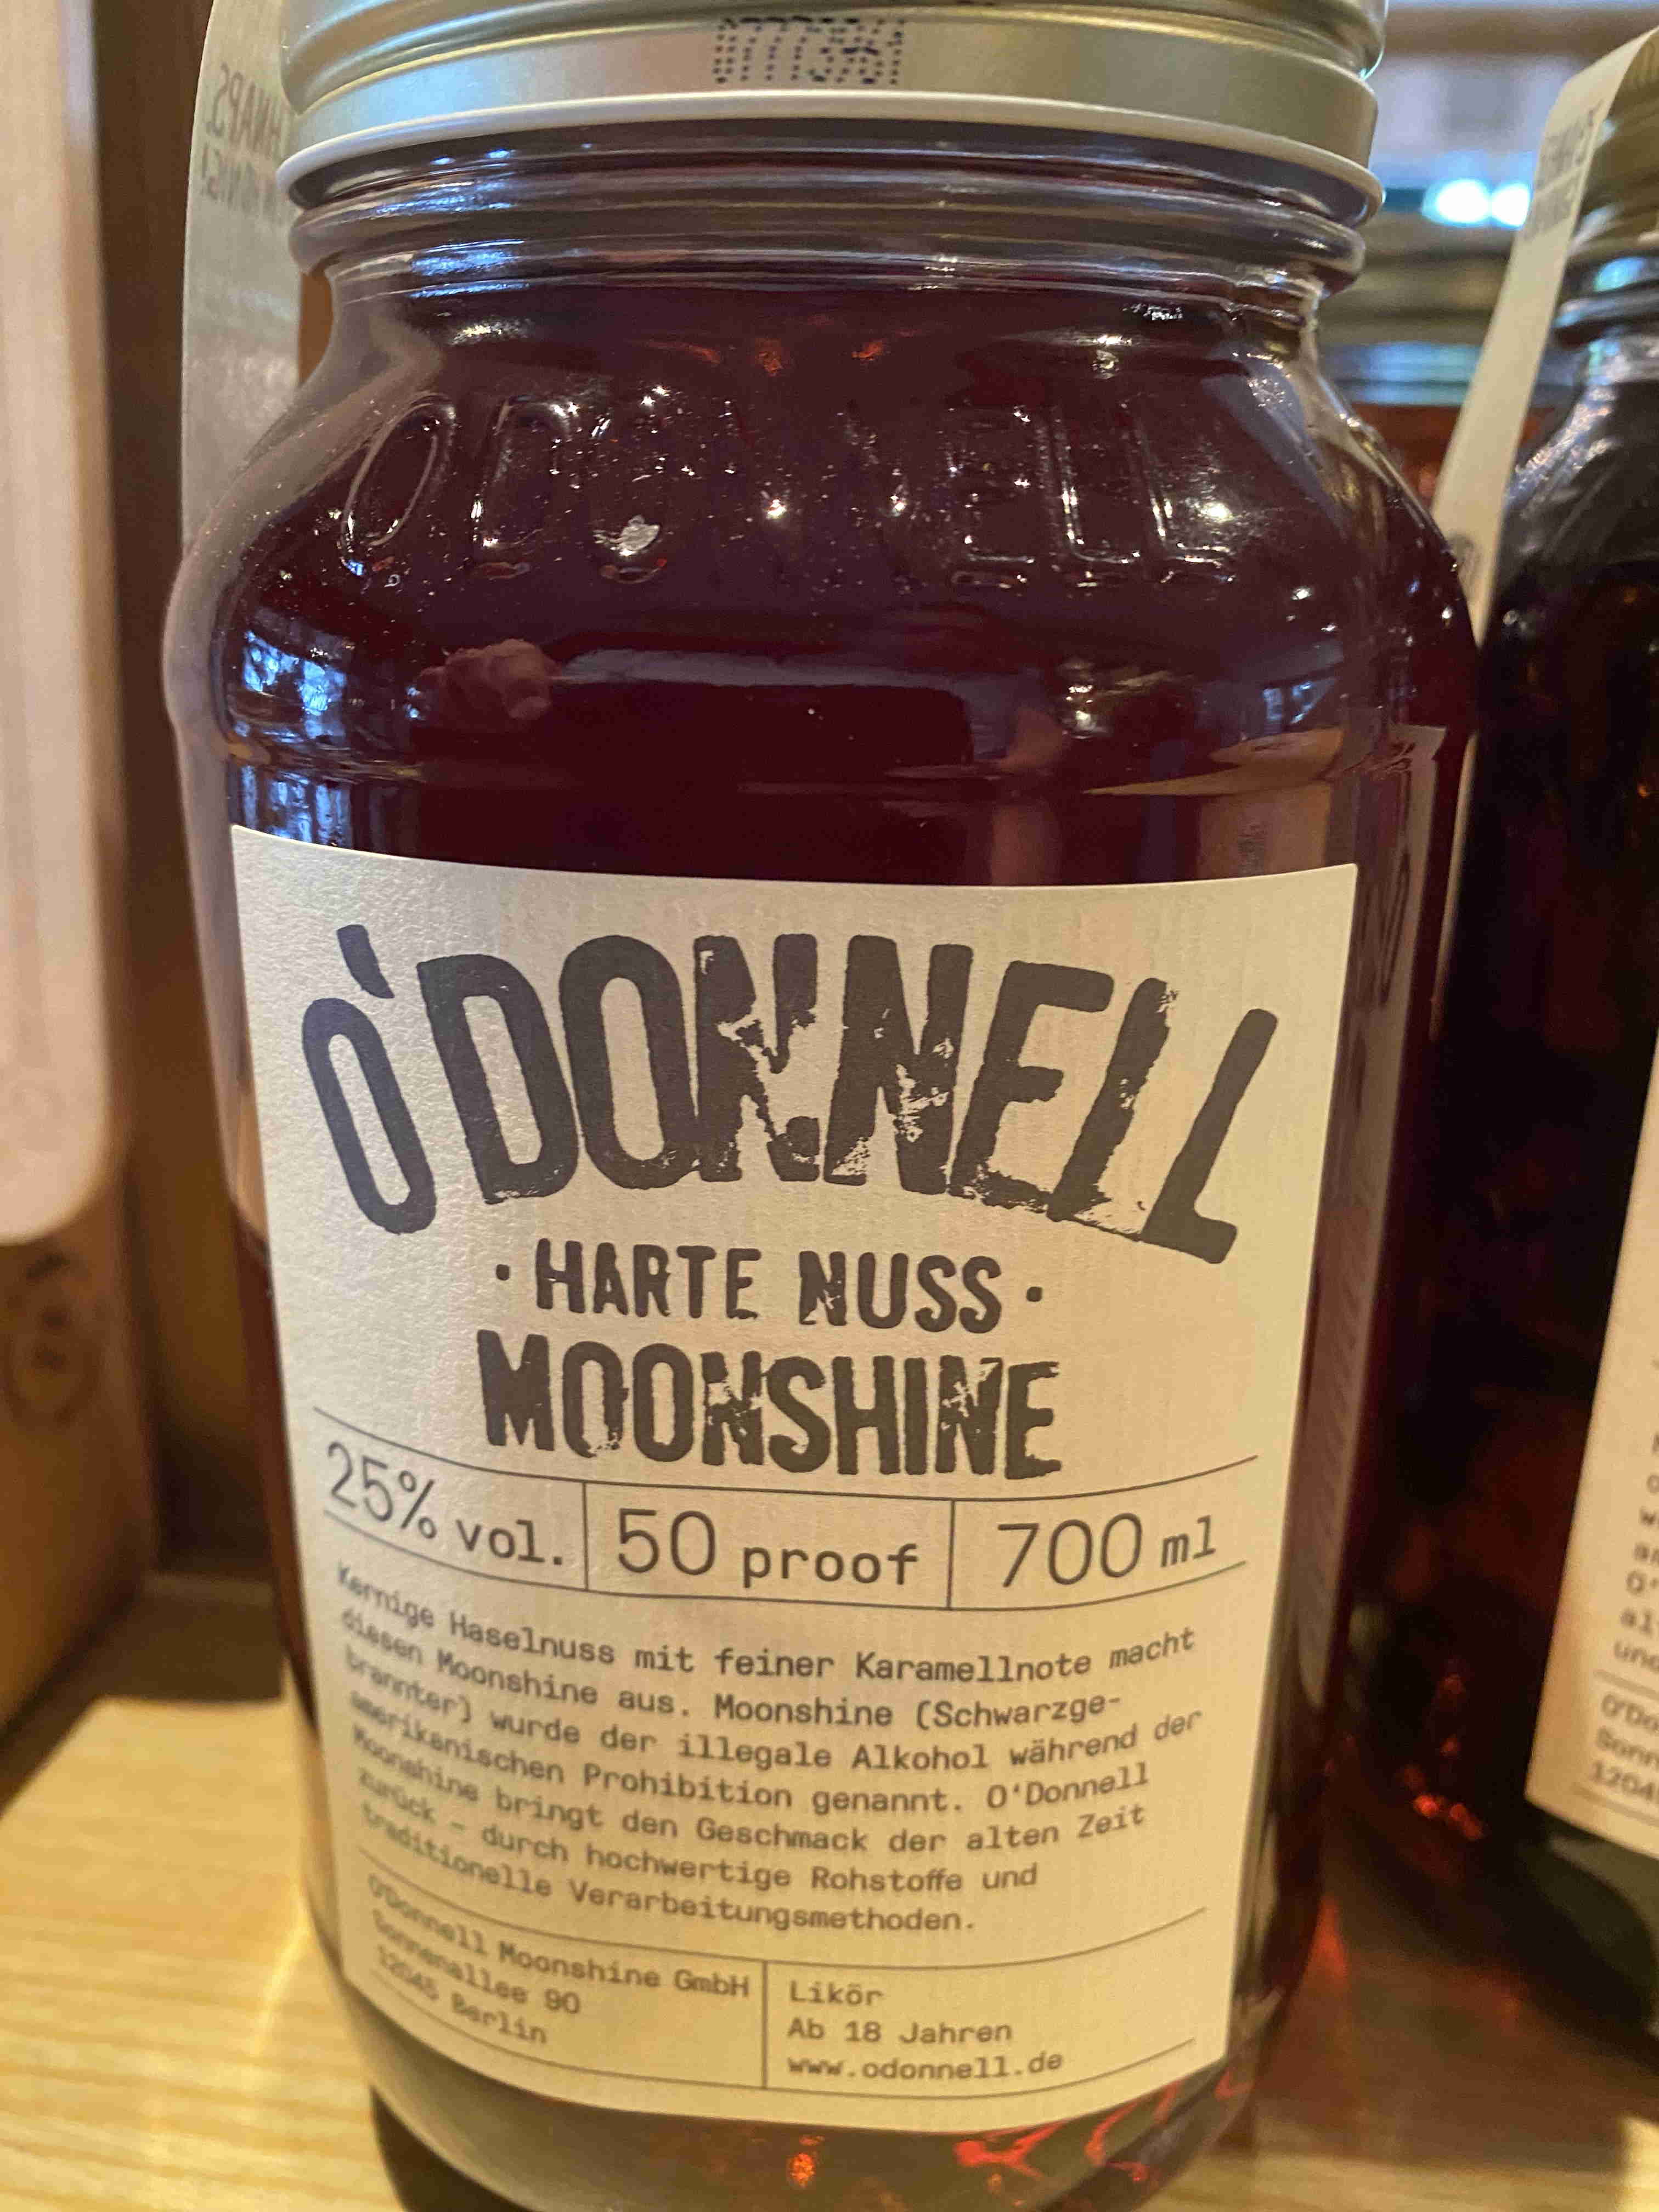 O'DONNELL
O'DONNELL
· HARTE NUSS ·
MOONSHINE
25% vol. 50 proof 700 ml
Kernige Haselnuss mit feiner Karamellnote macht
diesen Moonshine aus. Moonshine (Schwarzge-
brannter) wurde der illegale Alkohol während der
amerikanischen Prohibition genannt. O'Donnell
Moonshine bringt den Geschmack der alten Zeit
zurück – durch hochwertige Rohstoffe und
traditionelle Verarbeitungsmethoden.
O'Donnell Moonshine GmbH
Sonnenallee 90
12045 Berlin
Likör
Ab 18 Jahren
www.odonnell.de